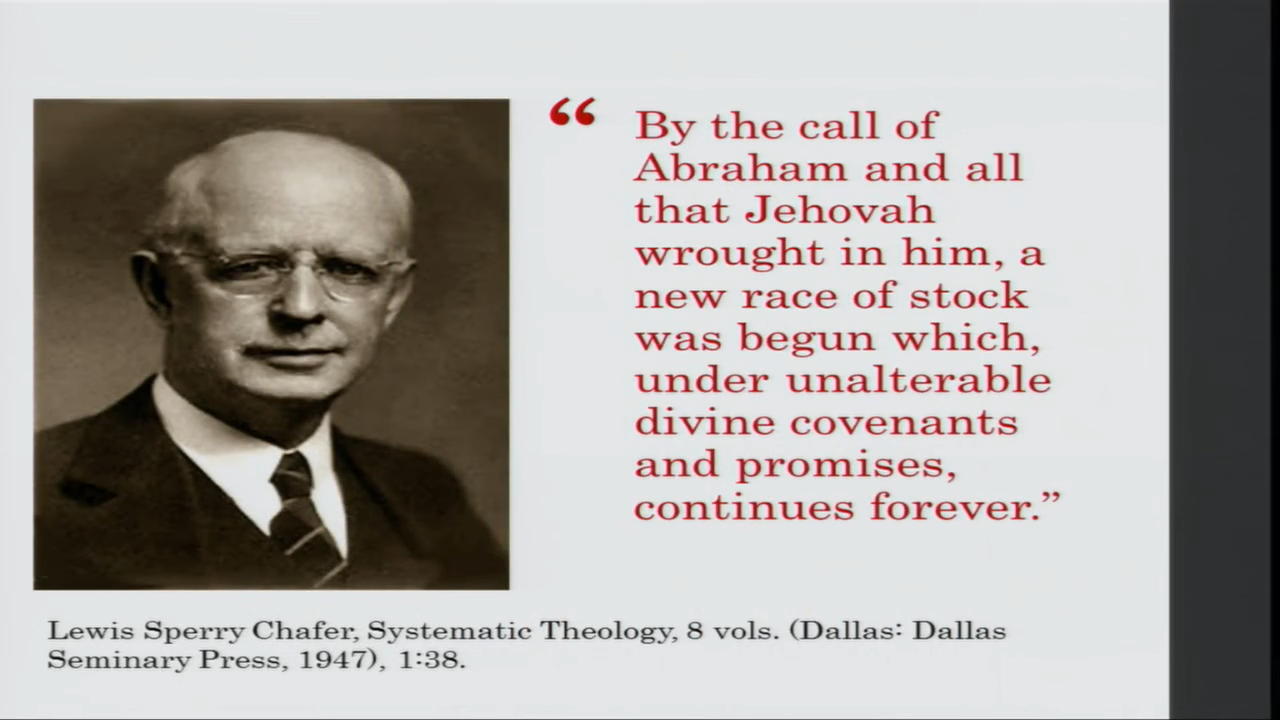 “ By the call of
Abraham and all
that Jehovah
wrought in him, a
new race of stock
was begun which,
under unalterable
divine covenants
and promises,
continues forever.”
Lewis Sperry Chafer, Systematic Theology, 8 vols. (Dallas: Dallas
Seminary Press, 1947), 1:38.